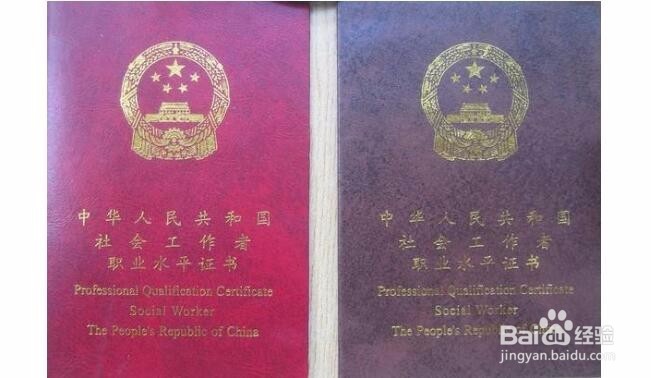 中华人民共和国
社会工作者
职业水平证书
Professional Qualification Certificate
Social Worker
The People's Republic of China
中华人民共和国
社会工作者
职业水平证书
Professional Qualification Certificate
Social Worker
The People's Republic of China
Baidu经验
jingyan.baidu.com